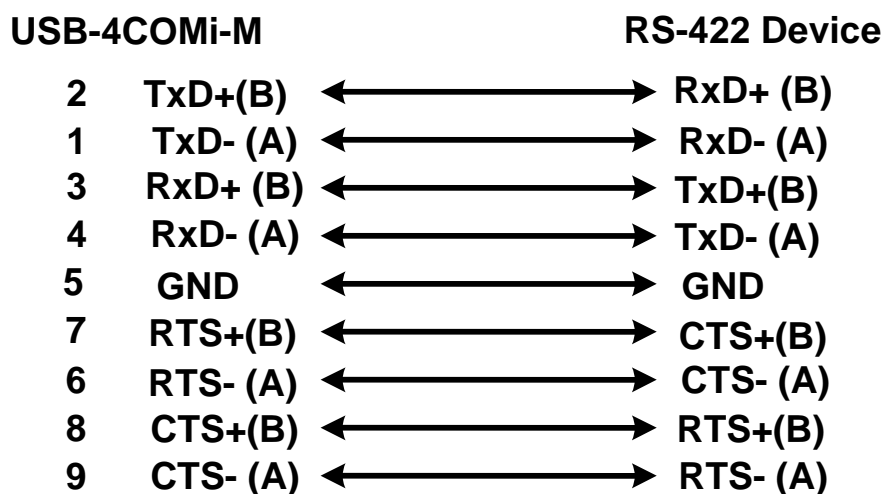 USB-4COMi-M RS-422 Device
2 TxD+(B) RxD+ (B)
1 TxD- (A) RxD- (A)
3 RxD+ (B) TxD+(B)
4 RxD- (A) TxD- (A)
5 GND GND
7 RTS+(B) CTS+(B)
6 RTS- (A) CTS- (A)
8 CTS+(B) RTS+(B)
9 CTS- (A) RTS- (A)